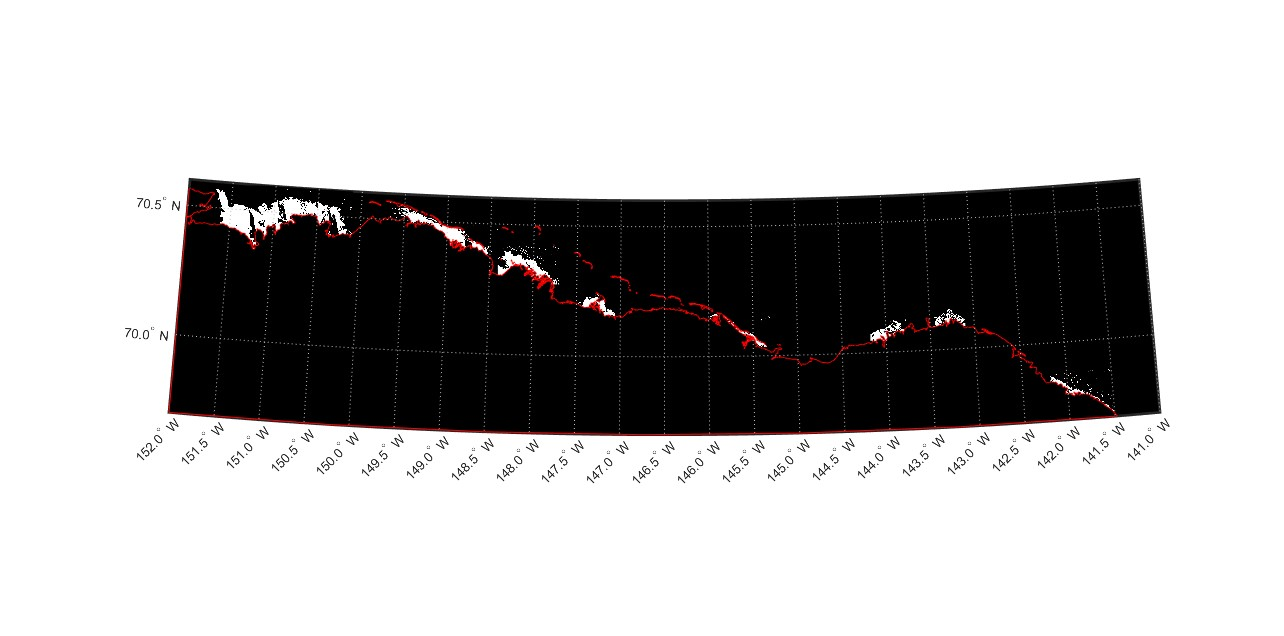 70.5° N
70.0° N
152.0° W
151.5° W
151.0° W
150.5° W
150.0° W
149.5° W
149.0° W
148.5° W
148.0° W
147.5° W
147.0° W
146.5° W
146.0° W
145.5° W
145.0° W
144.5° W
144.0° W
143.5° W
143.0° W
142.5° W
142.0° W
141.5° W
141.0° W